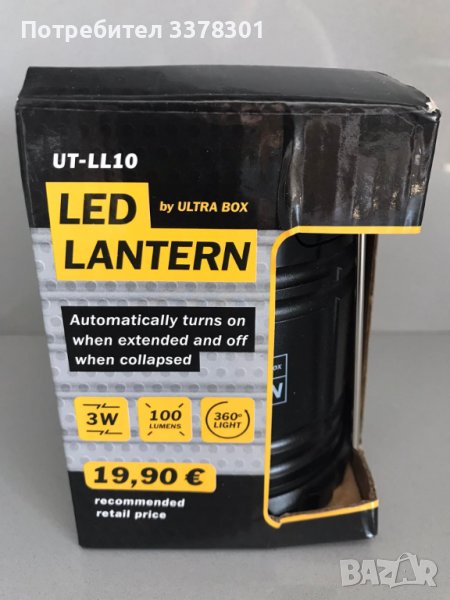 Потребител 3378301
UT-LL10
LED
by ULTRA BOX
LANTERN
Automatically turns on
when extended and off
when collapsed
3W
100
LUMENS
360°
LIGHT
19,90 €
recommended
retail price
BAZAR